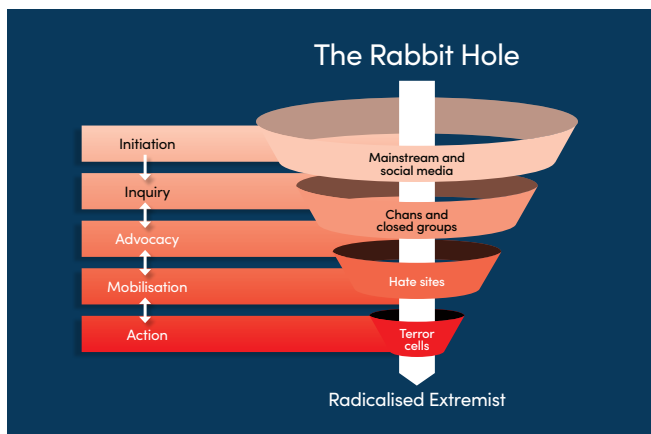 The Rabbit Hole
Initiation
Mainstream and
social media
Inquiry
Chans and
closed groups
Advocacy
Hate sites
Mobilisation
Action
Terror
cells
Radicalised Extremist